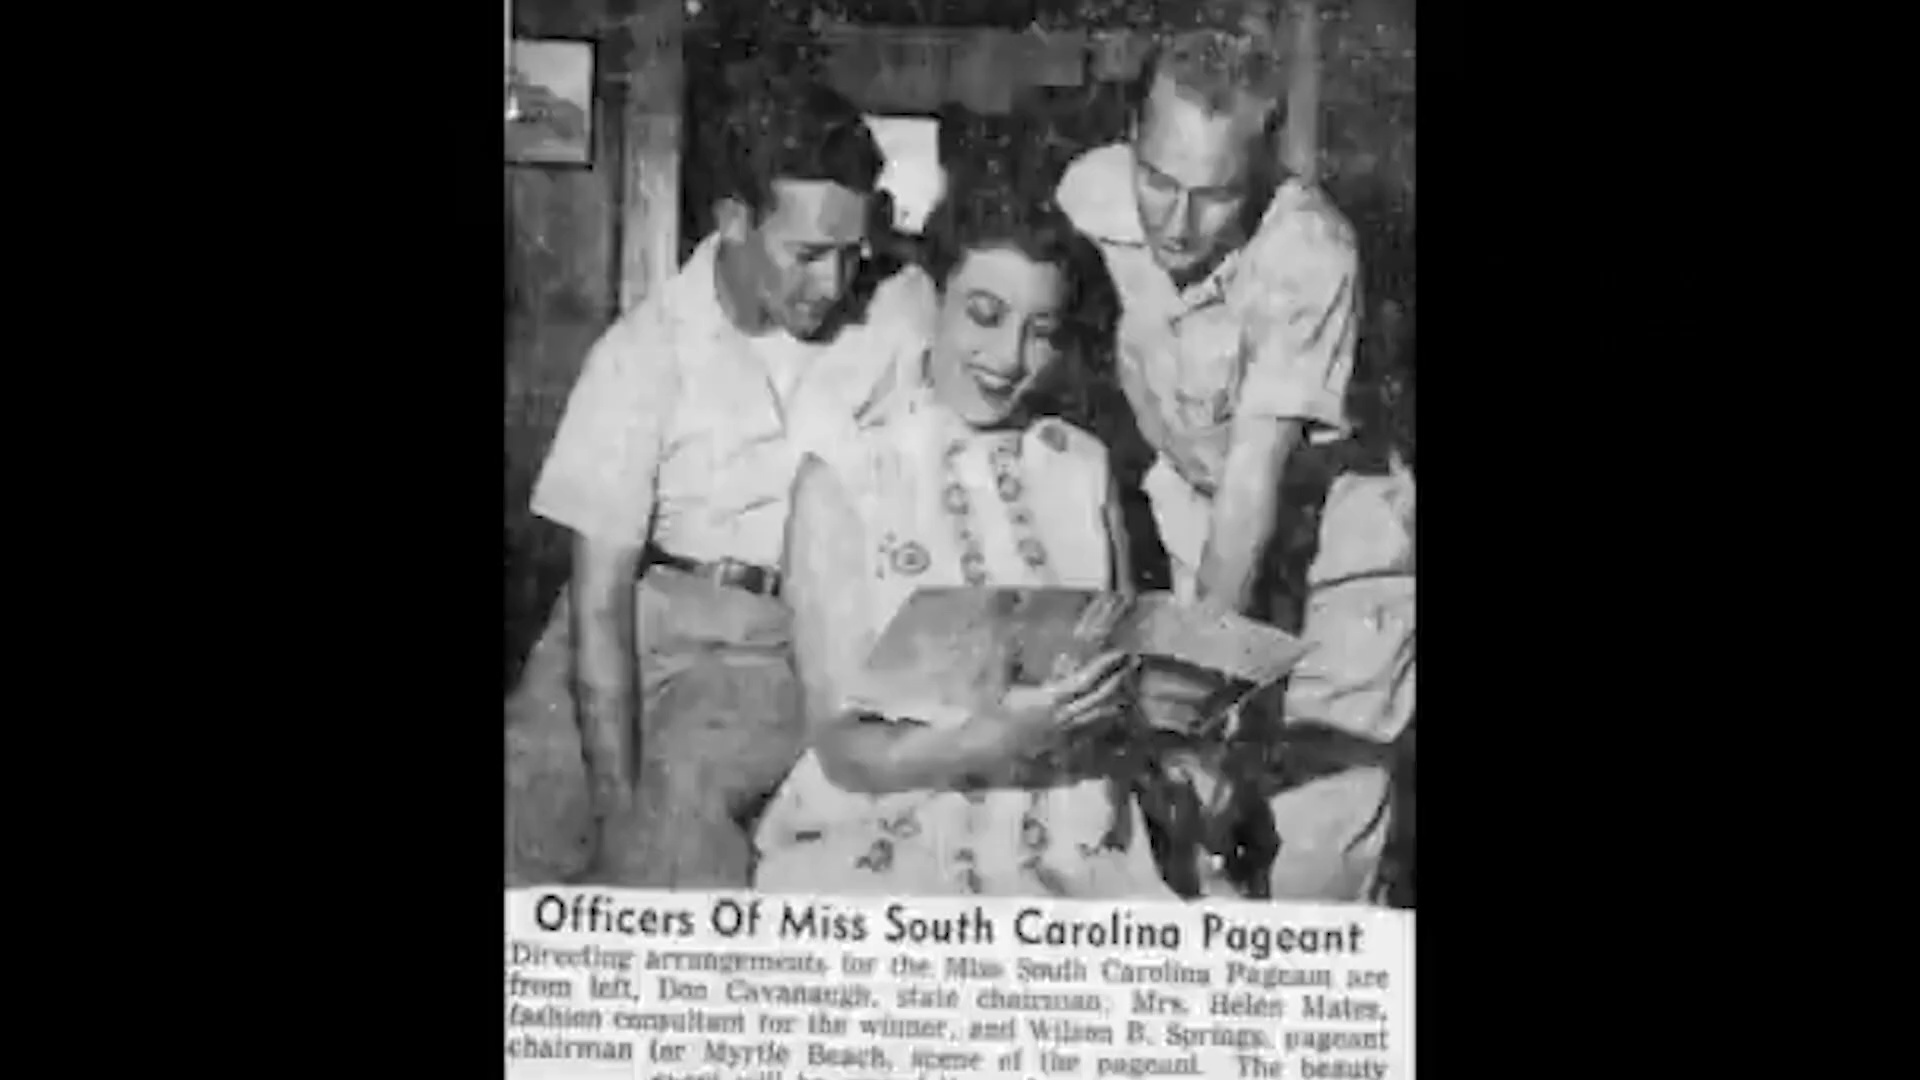 Officers Of Miss South Carolina Pageant
Directing arrangements for the Miss South Carolina Pageant are
from left, Don Cavanaugh, state chairman; Mrs. Helen Mates,
fashion consultant for the winner, and Wilson B. Springs, pageant
chairman for Myrtle Beach, scene of the pageant. The beauty
will be